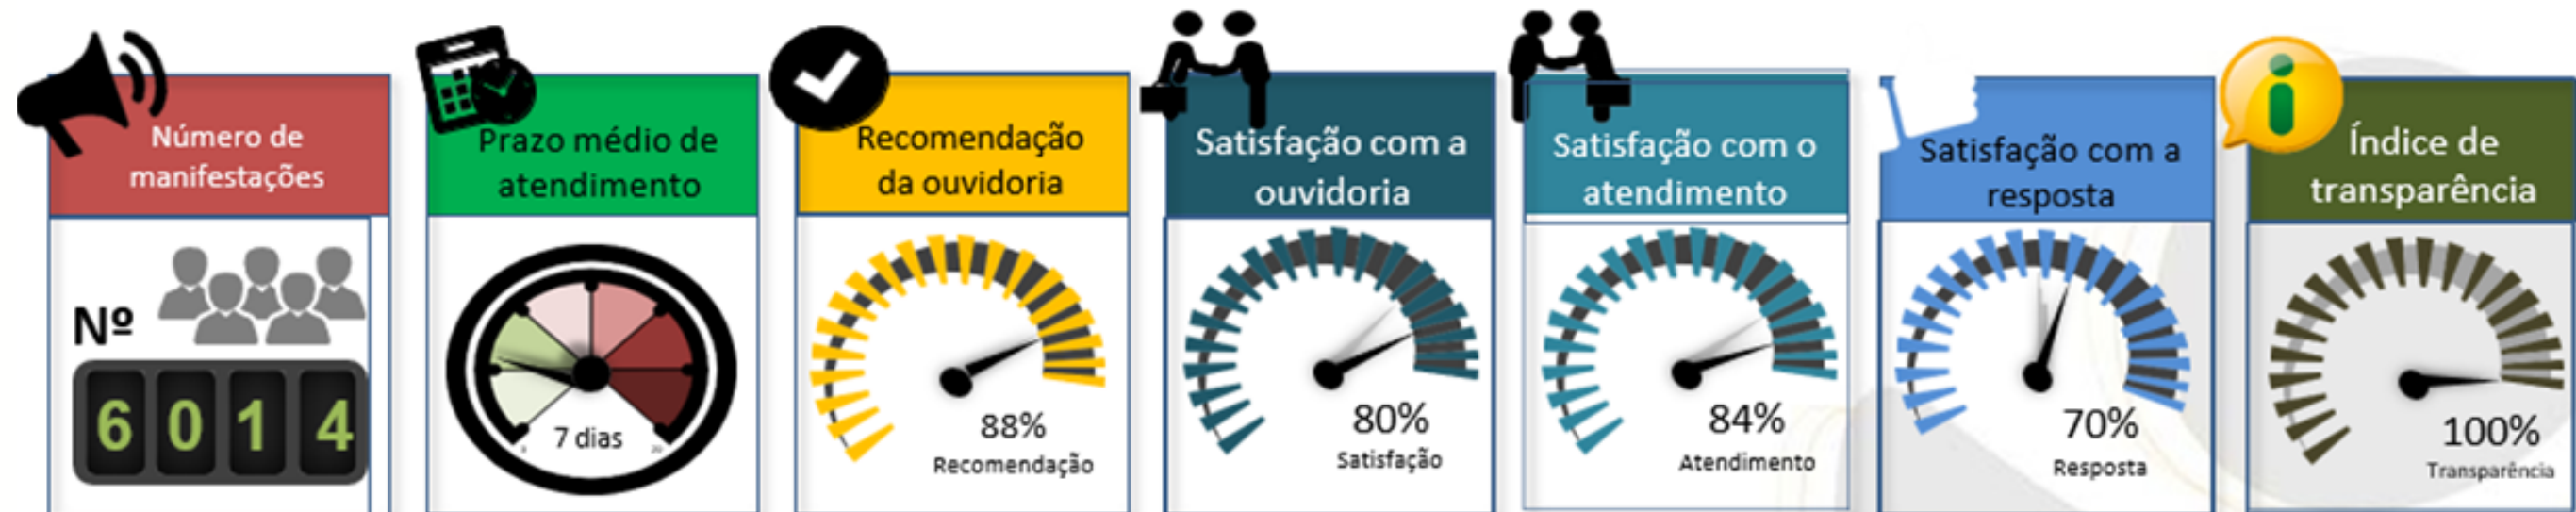 Número de
manifestações
Nº
6014
Prazo médio de
atendimento
7 dias
Recomendação
da ouvidoria
88%
Recomendação
Satisfação com a
ouvidoria
80%
Satisfação
Satisfação com o
atendimento
84%
Atendimento
Satisfação com a
resposta
70%
Resposta
Índice de
transparência
100%
Transparência